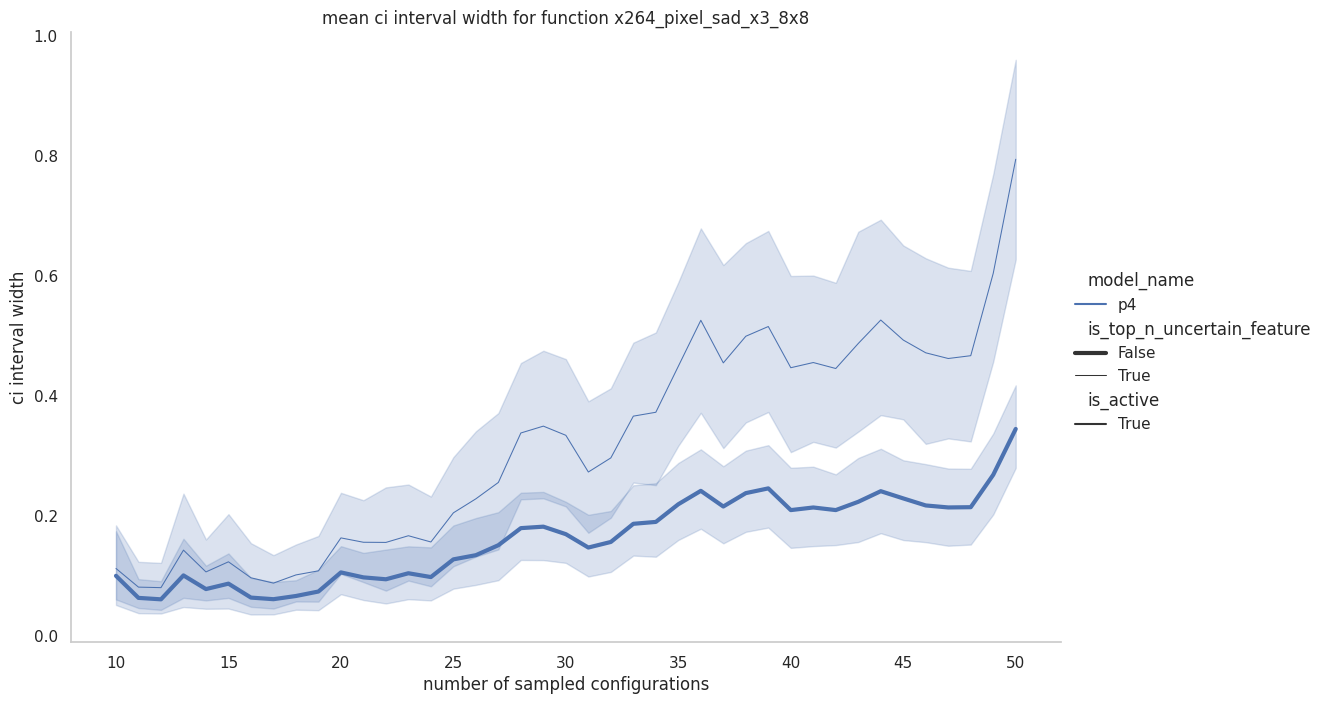 mean ci interval width for function x264_pixel_sad_x3_8x8
1.0
0.8
0.6
0.4
0.2
0.0
ci interval width
10 15 20 25 30 35 40 45 50
number of sampled configurations
model_name
p4
is_top_n_uncertain_feature
False
True
is_active
True